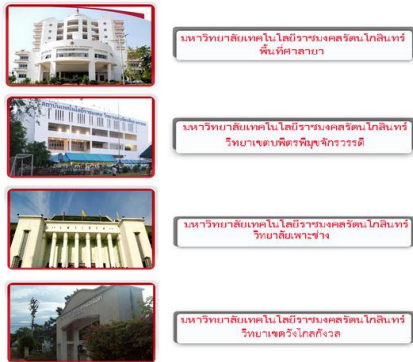 มหาวิทยาลัยเทคโนโลยีราชมงคลรัตนโกสินทร์
พื้นที่ศาลายา
มหาวิทยาลัยเทคโนโลยีราชมงคลรัตนโกสินทร์
วิทยาเขตบพิตรพิมุขจักรวรรดิ์
มหาวิทยาลัยเทคโนโลยีราชมงคลรัตนโกสินทร์
วิทยาลัยเพาะช่าง
มหาวิทยาลัยเทคโนโลยีราชมงคลรัตนโกสินทร์
วิทยาเขตวังไกลกังวล